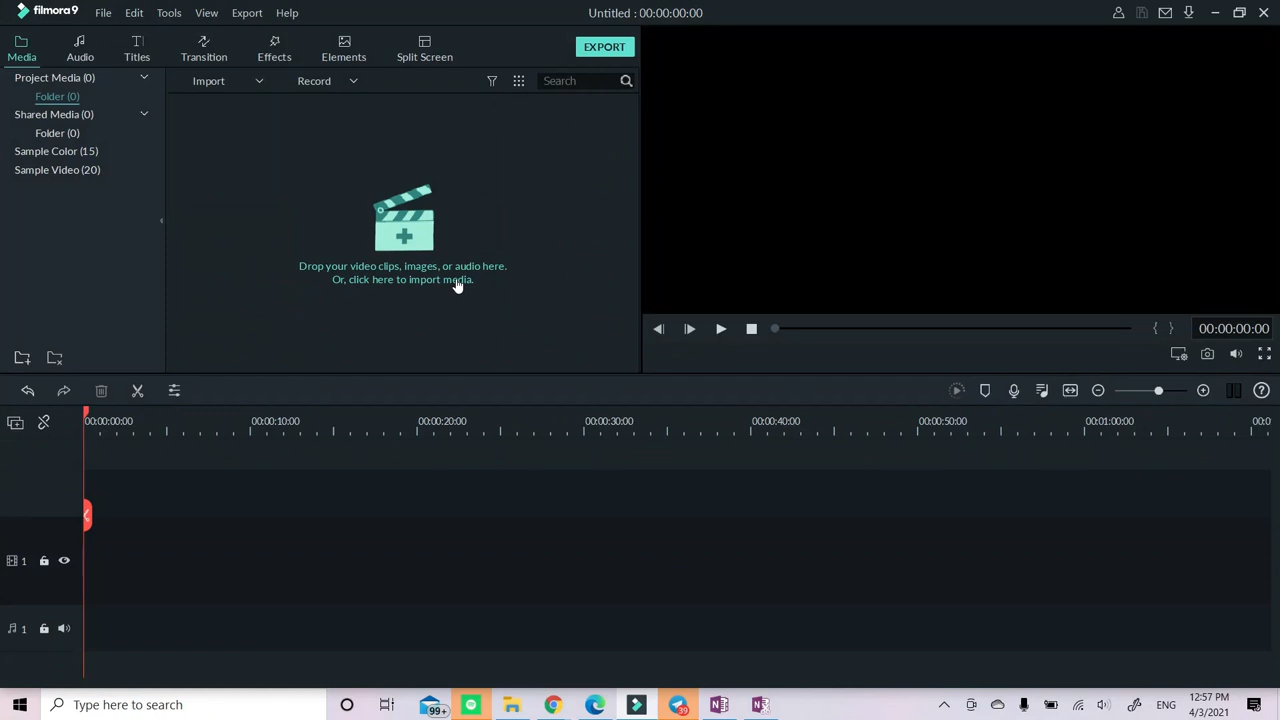 filmora9 File Edit Tools View Export Help Untitled : 00:00:00:00
Media Audio Titles Transition Effects Elements Split Screen EXPORT
Project Media (0)
Folder (0)
Shared Media (0)
Folder (0)
Sample Color (15)
Sample Video (20)
Import Record Search
Drop your video clips, images, or audio here.
Or, click here to import media.
00:00:00:00
00:00:00:00 00:00:10:00 00:00:20:00 00:00:30:00 00:00:40:00 00:00:50:00 00:01:00:00 00:0
1
1
Type here to search
99+
39
ENG
12:57 PM
4/3/2021